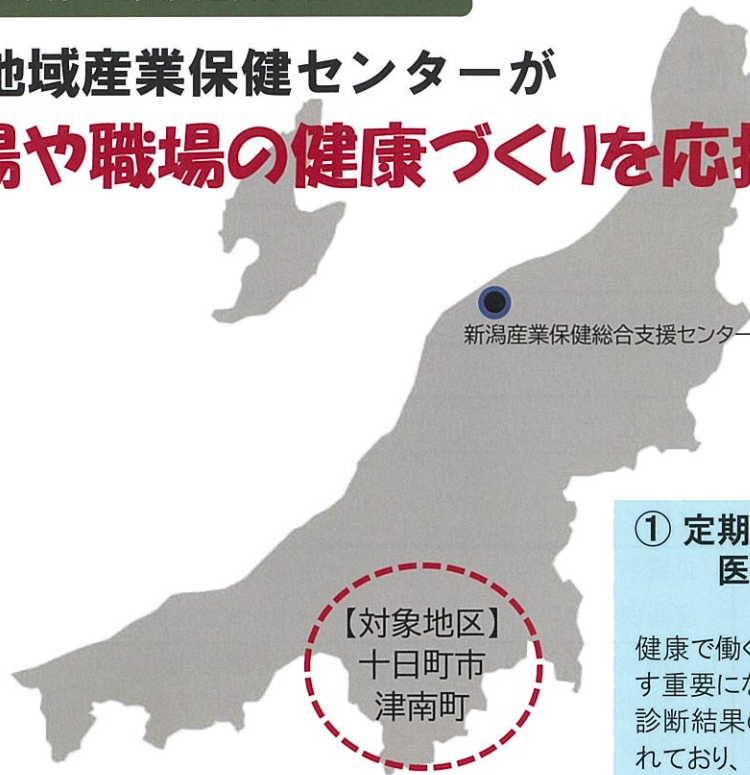 地域産業保健センターが
場や職場の健康づくりを応援
新潟産業保健総合支援センター
① 定期
医
【対象地区】
十日町市
津南町
健康で働く
す重要にな
診断結果の
れており、